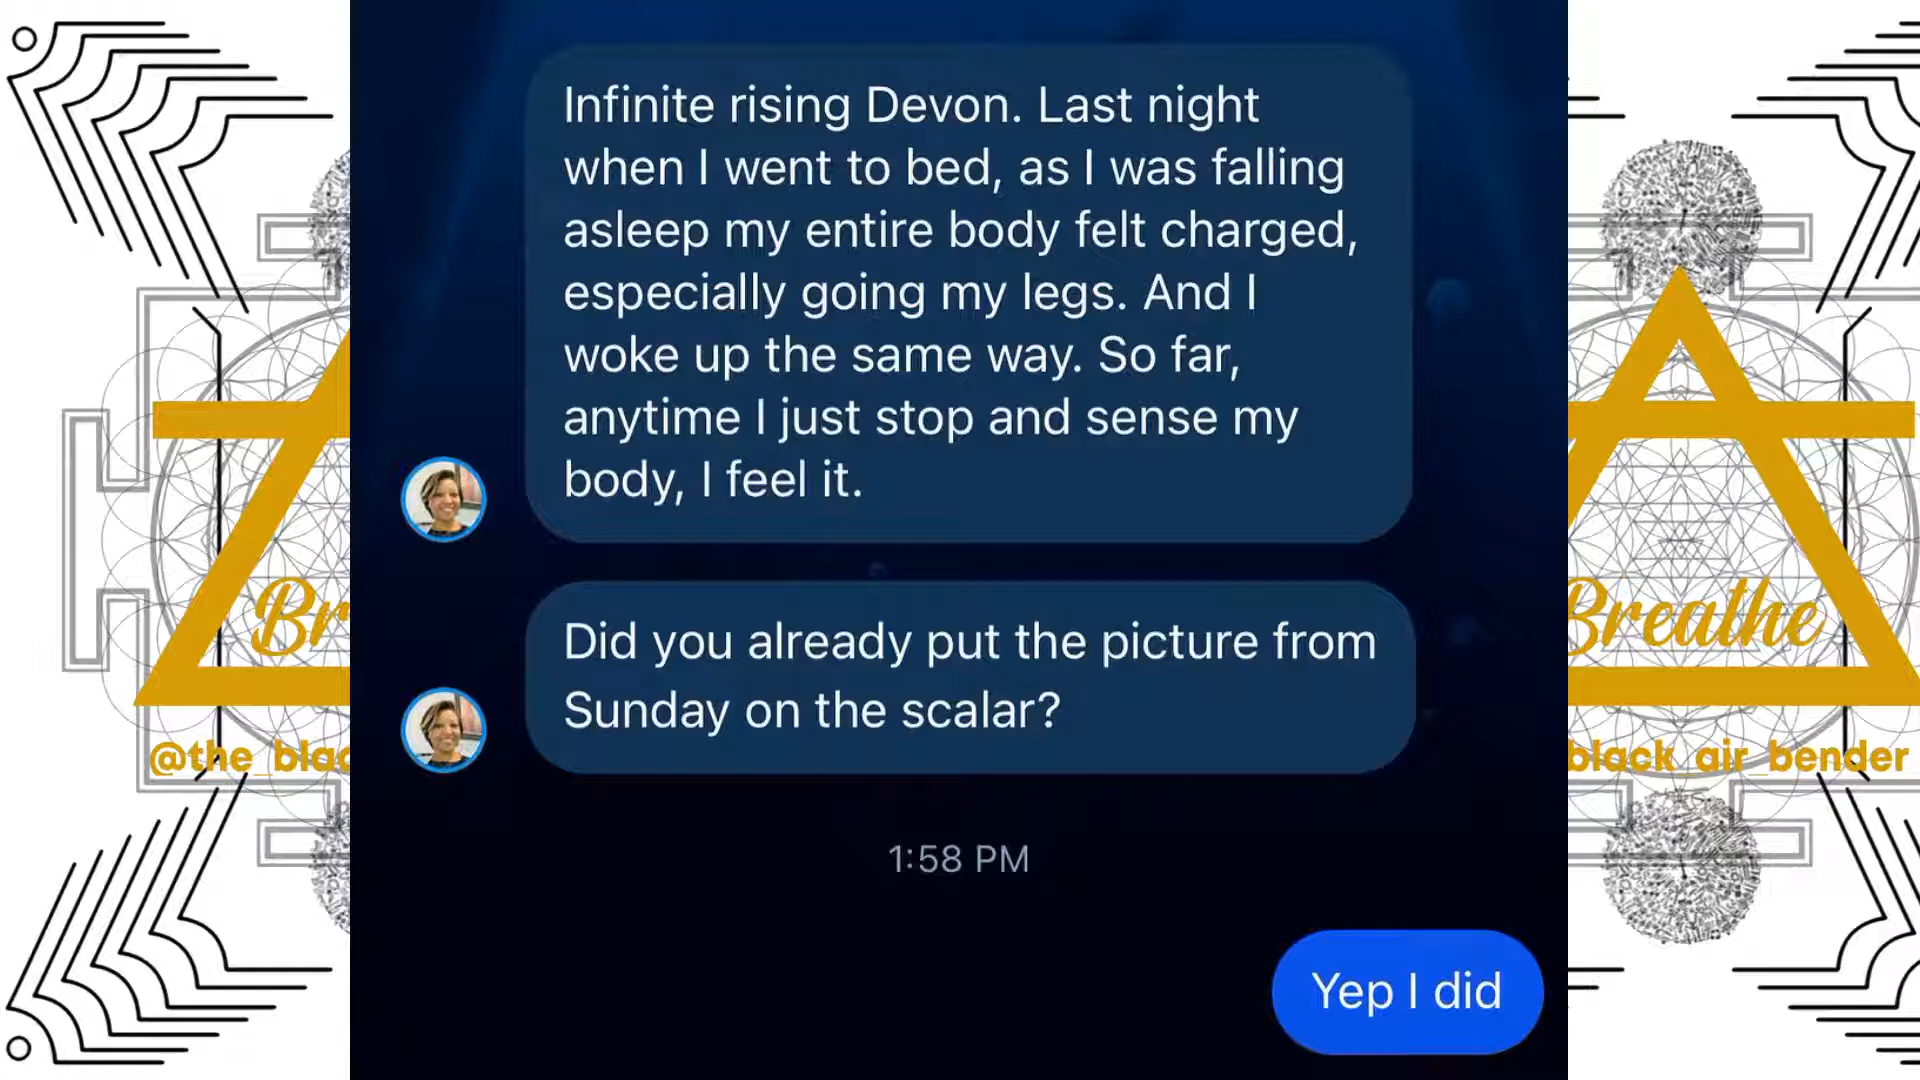 Infinite rising Devon. Last night
when I went to bed, as I was falling
asleep my entire body felt charged,
especially going my legs. And I
woke up the same way. So far,
anytime I just stop and sense my
body, I feel it.
Did you already put the picture from
Sunday on the scalar?
1:58 PM
Yep I did
Br
@the_blac
Breathe
black_air_bender